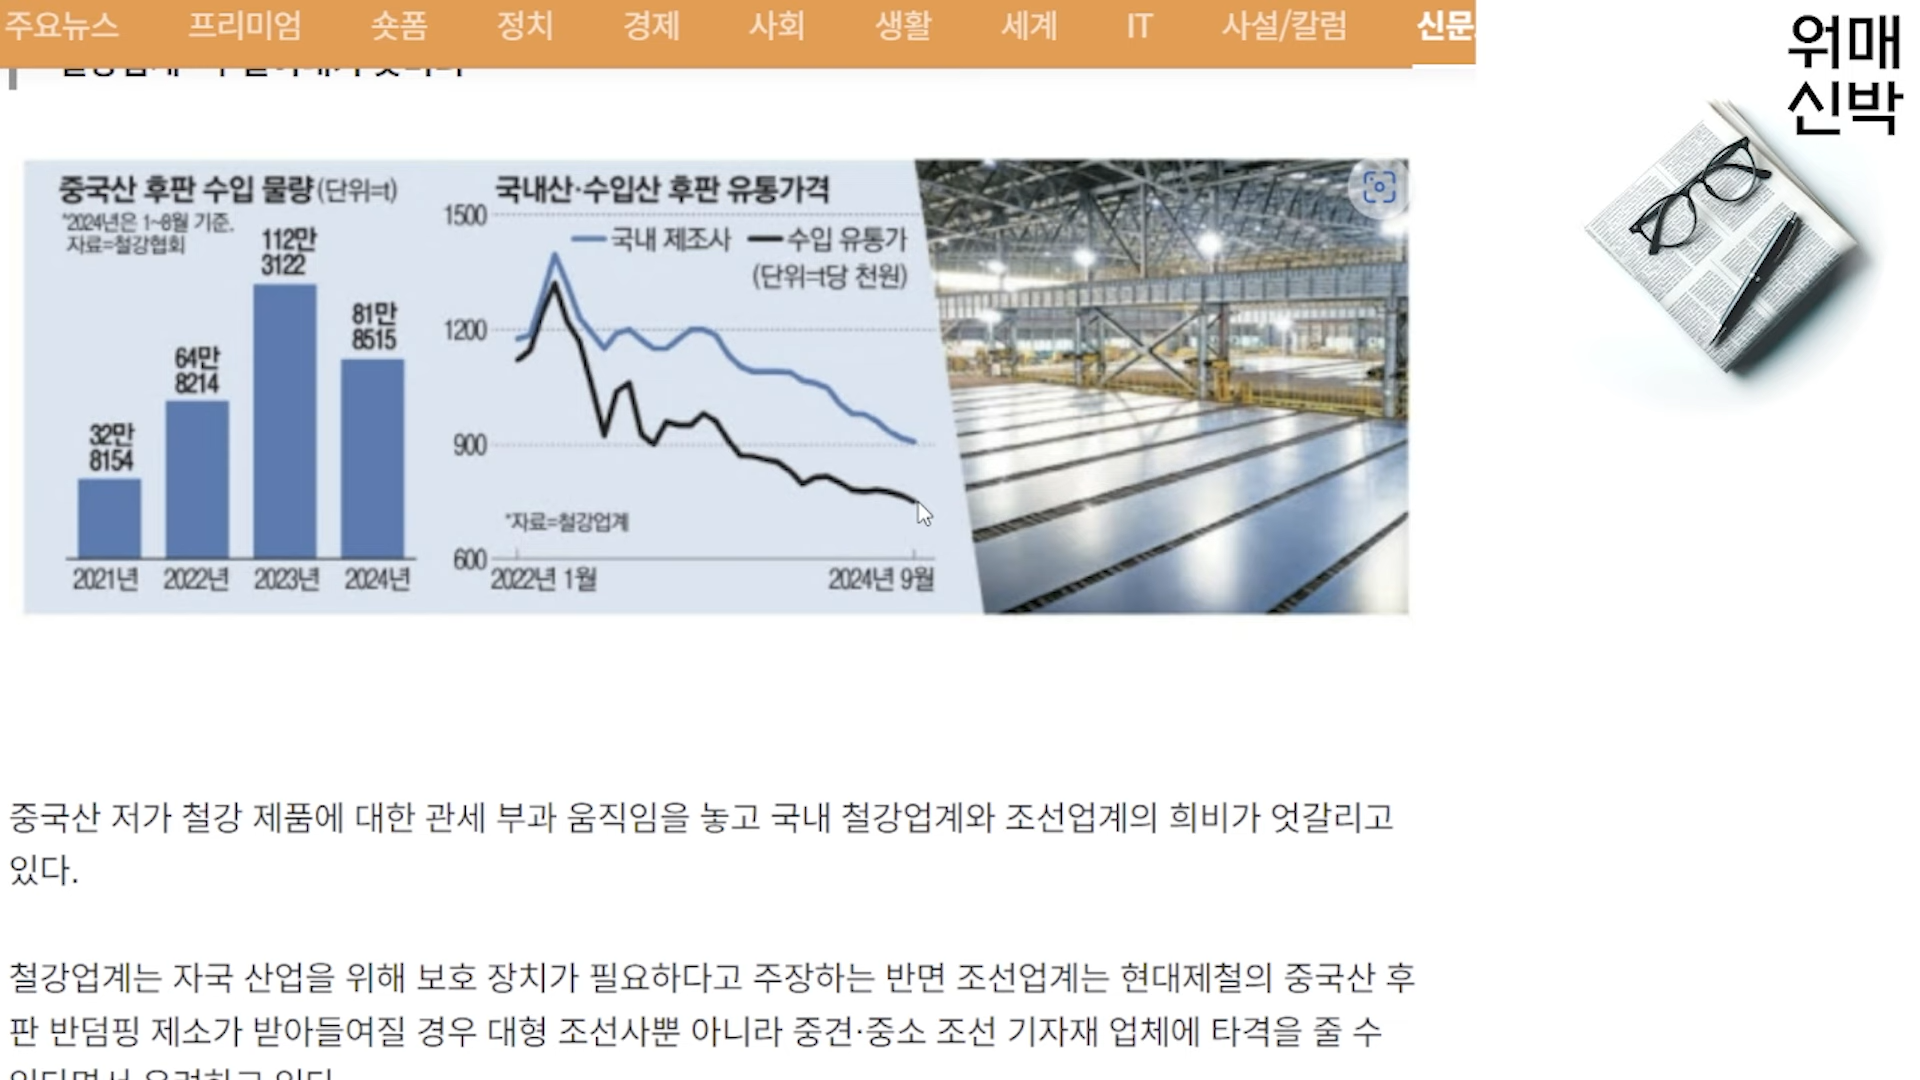 주요뉴스 프리미엄 숏폼 정치 경제 사회 생활 세계 IT 사설/칼럼 신문
위매
신박
중국산 후판 수입 물량(단위=t)
*2024년은 1~8월 기준.
자료=철강협회
112만
3122
81만
8515
64만
8214
32만
8154
2021년 2022년 2023년 2024년
국내산·수입산 후판 유통가격
1500
국내 제조사 수입 유통가
(단위=t당 천원)
1200
900
*자료=철강업계
600
2022년 1월 2024년 9월
중국산 저가 철강 제품에 대한 관세 부과 움직임을 놓고 국내 철강업계와 조선업계의 희비가 엇갈리고
있다.
철강업계는 자국 산업을 위해 보호 장치가 필요하다고 주장하는 반면 조선업계는 현대제철의 중국산 후
판 반덤핑 제소가 받아들여질 경우 대형 조선사뿐 아니라 중견·중소 조선 기자재 업체에 타격을 줄 수